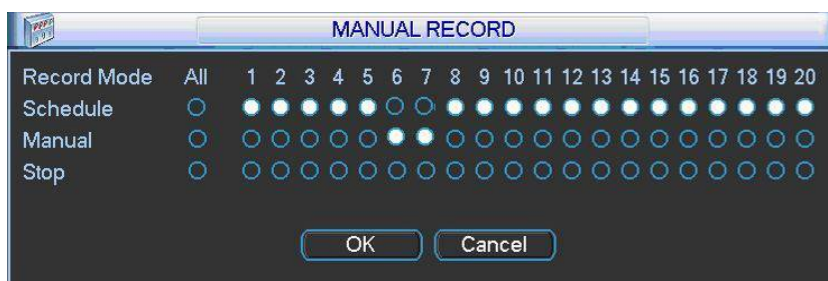 MANUAL RECORD
Record Mode All 1 2 3 4 5 6 7 8 9 10 11 12 13 14 15 16 17 18 19 20
Schedule
Manual
Stop
OK Cancel